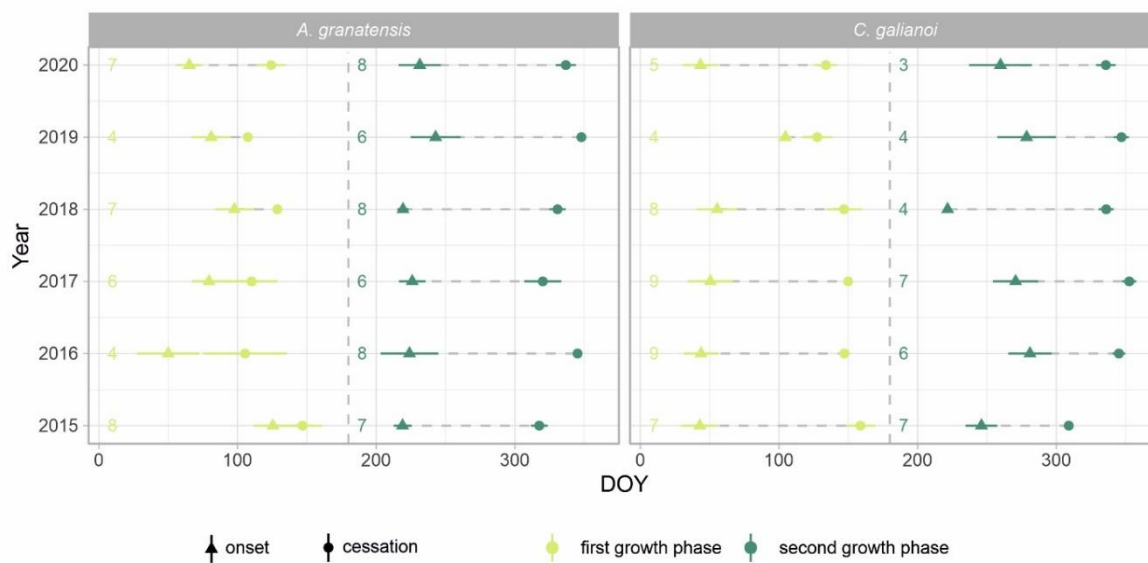 A. granatensis C. galianoi
2020 7 8 5 3
2019 4 6 4 4
2018 7 8 8 4
Year
2017 6 6 9 7
2016 4 8 9 6
2015 8 7 7 7
0 100 200 300 0 100 200 300
DOY
onset cessation first growth phase second growth phase